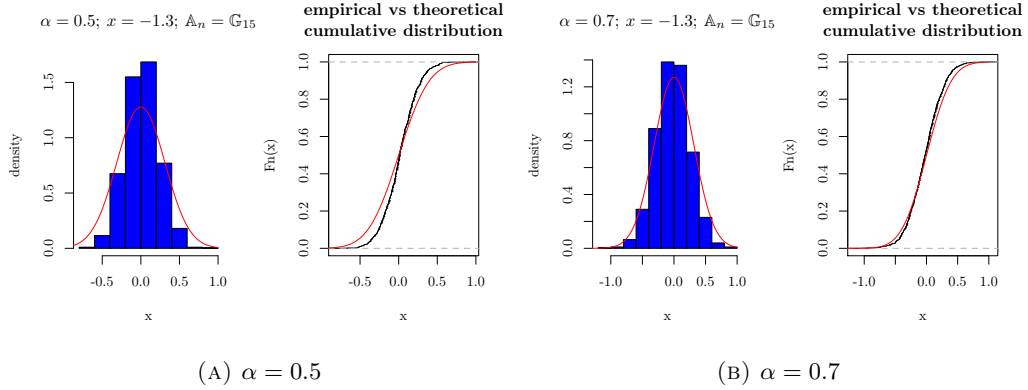 α = 0.5; x = −1.3; 𝔸ₙ = 𝔾₁₅
density
0.0 0.5 1.0 1.5
-0.5 0.0 0.5 1.0
x
empirical vs theoretical
cumulative distribution
Fn(x)
0.0 0.2 0.4 0.6 0.8 1.0
-0.5 0.0 0.5 1.0
x
(A) α = 0.5
α = 0.7; x = −1.3; 𝔸ₙ = 𝔾₁₅
density
0.0 0.4 0.8 1.2
-1.0 0.0 0.5 1.0
x
empirical vs theoretical
cumulative distribution
Fn(x)
0.0 0.2 0.4 0.6 0.8 1.0
-1.0 0.0 1.0
x
(B) α = 0.7